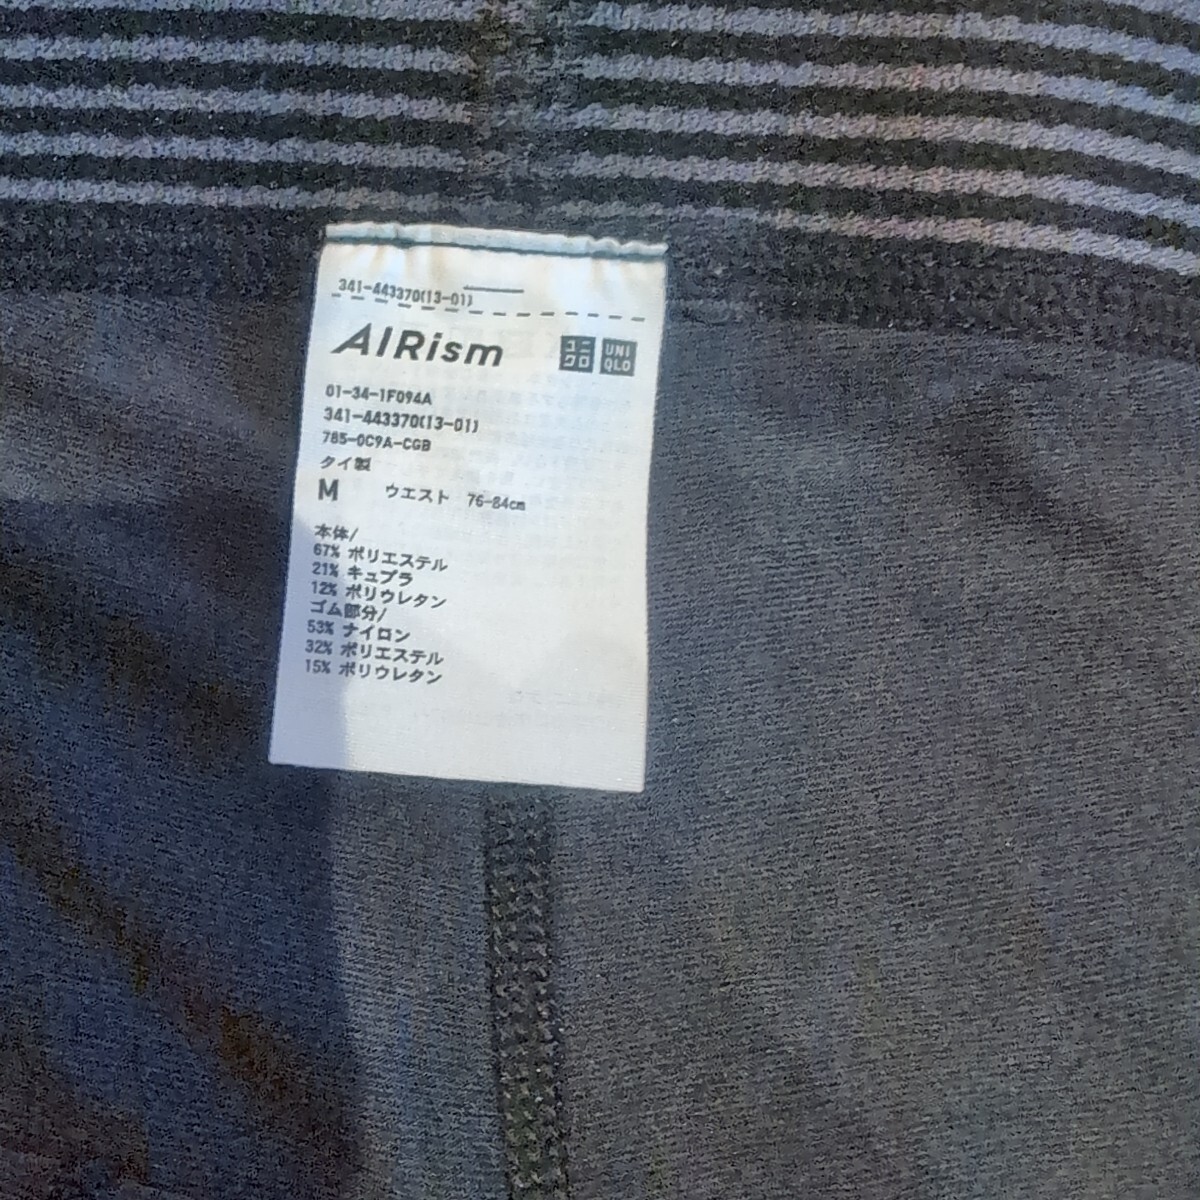 341-443370(13-01)
AIRism ユニクロ UNIQLO
01-34-1F094A
341-443370(13-01)
785-0C9A-CGB
タイ製
M ウエスト 76-84cm
本体/
67% ポリエステル
21% キュプラ
12% ポリウレタン
ゴム部分/
53% ナイロン
32% ポリエステル
15% ポリウレタン